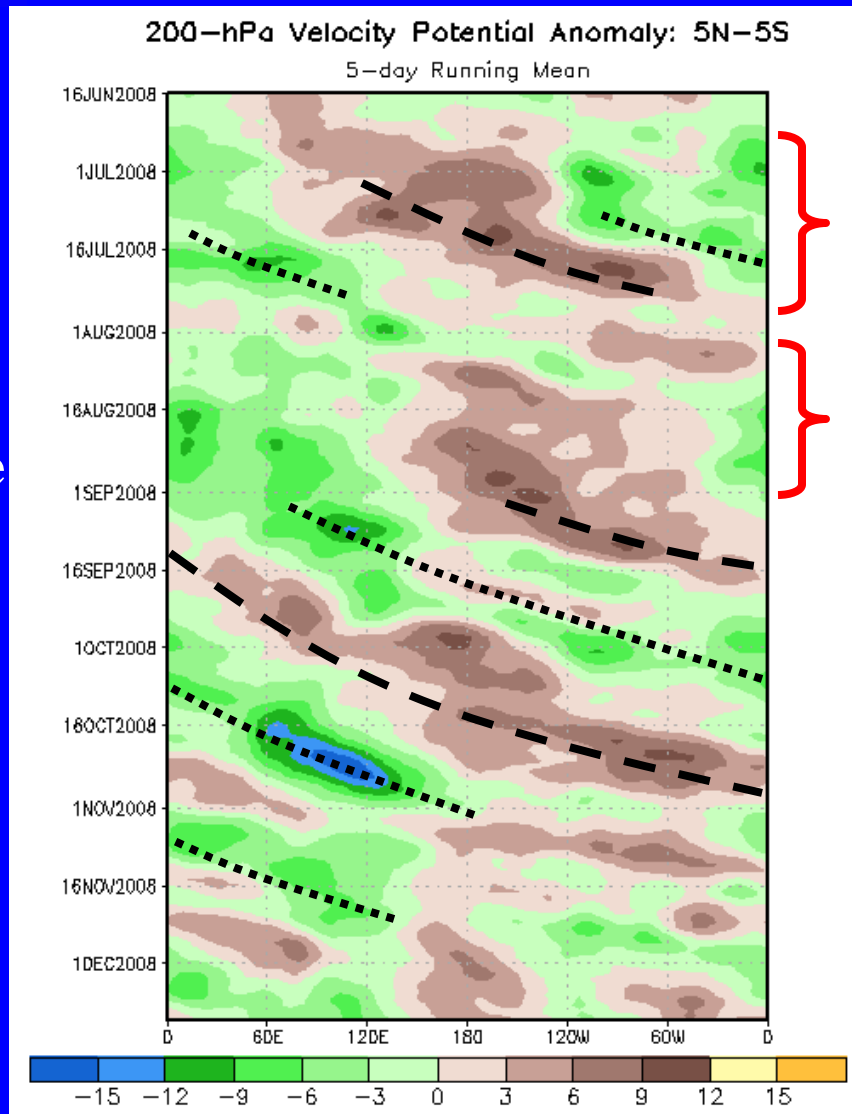 200-hPa Velocity Potential Anomaly: 5N-5S
5-day Running Mean
16JUN2008
1JUL2008
16JUL2008
1AUG2008
16AUG2008
e
1SEP2008
16SEP2008
1OCT2008
16OCT2008
1NOV2008
16NOV2008
1DEC2008
0 60E 120E 180 120W 60W 0
-15 -12 -9 -6 -3 0 3 6 9 12 15